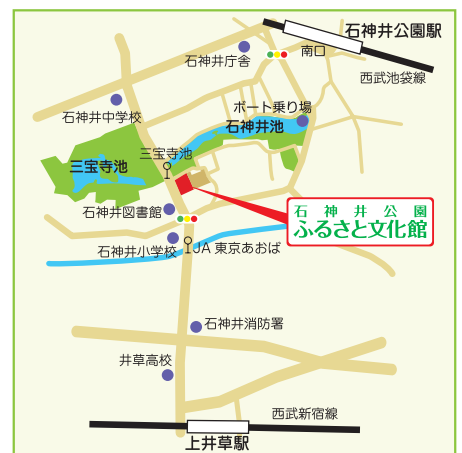 石神井公園駅
南口
石神井庁舎
西武池袋線
石神井中学校
ボート乗り場
石神井池
三宝寺池
三宝寺池
石神井公園
ふるさと文化館
石神井図書館
石神井小学校
JA 東京あおば
石神井消防署
井草高校
西武新宿線
上井草駅